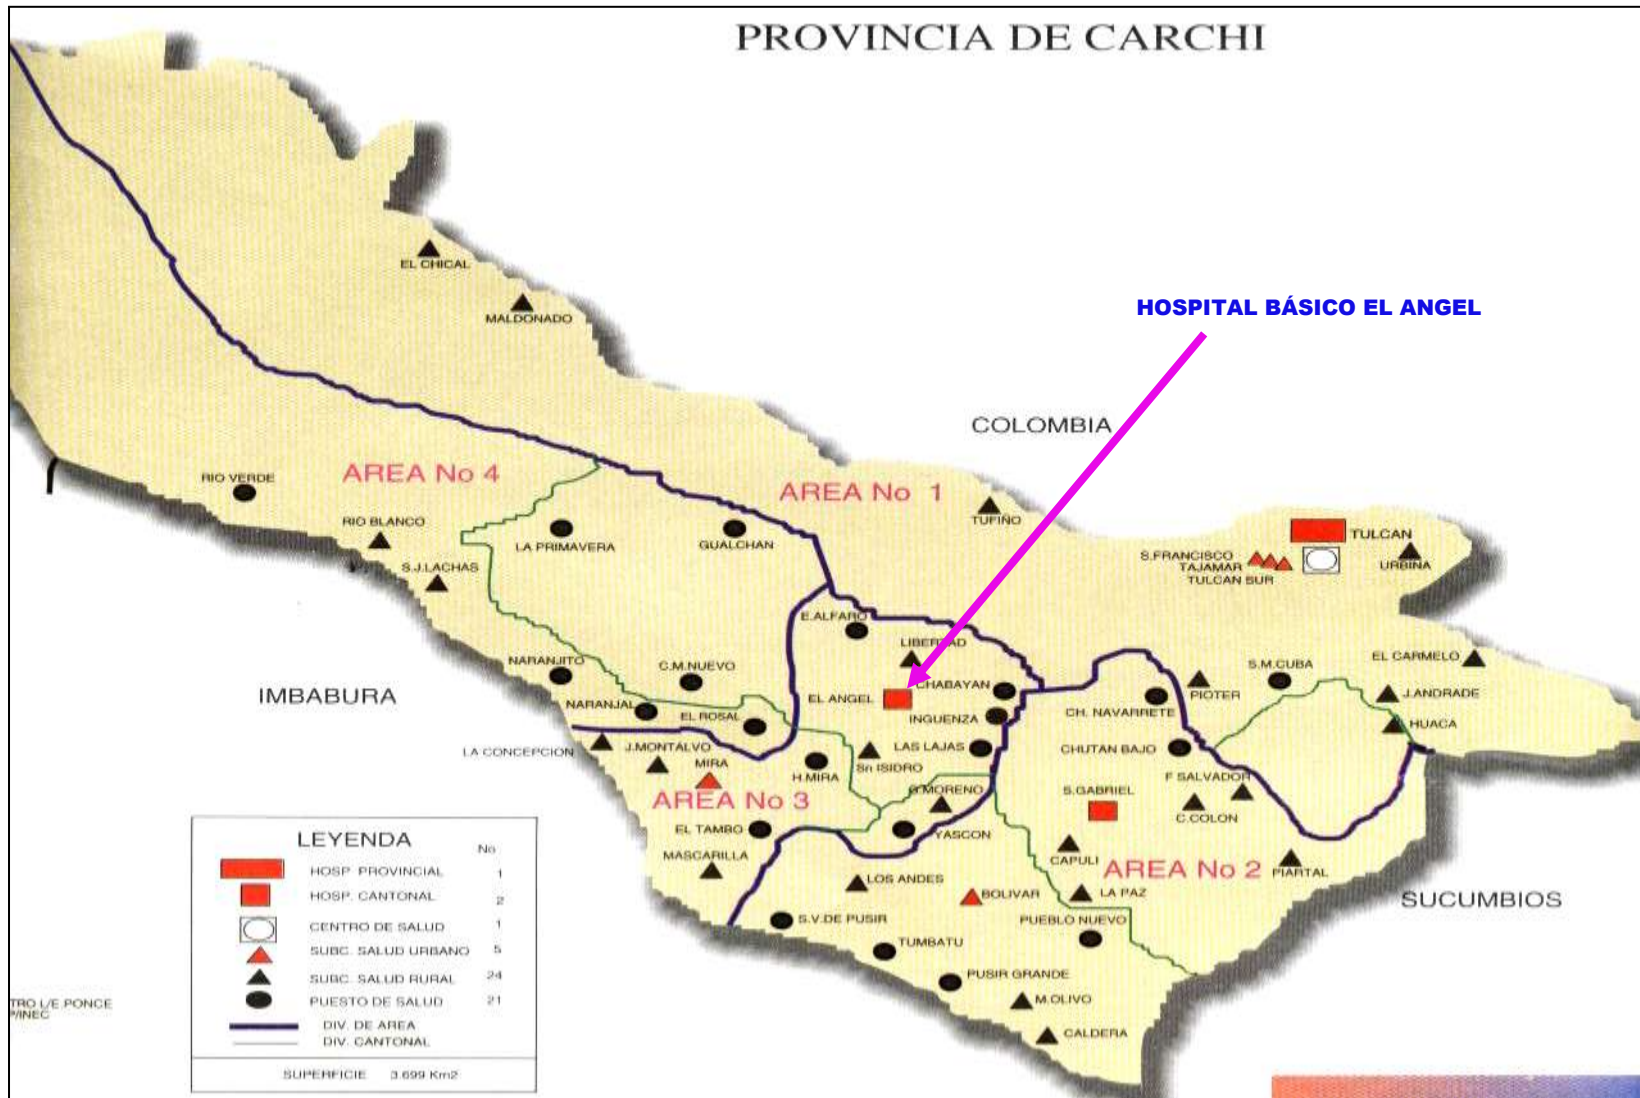 PROVINCIA DE CARCHI
EL CHICAL
MALDONADO
HOSPITAL BÁSICO EL ANGEL
COLOMBIA
AREA No 4
RIO VERDE
AREA No 1
TUFIÑO
RIO BLANCO
LA PRIMAVERA
GUALCHAN
TULCAN
S.FRANCISCO
TAJAMAR
TULCAN SUR
URBINA
S.J.LACHAS
E.ALFARO
LIBERTAD
NARANJITO
C.M.NUEVO
S.M.CUBA
EL CARMELO
IMBABURA
EL ANGEL
CHABAYAN
PIOTER
J.ANDRADE
NARANJAL
EL ROSAL
INGUENZA
CH. NAVARRETE
HUACA
LA CONCEPCION
J.MONTALVO
LAS LAJAS
CHUTAN BAJO
MIRA
H.MIRA
Sn ISIDRO
F SALVADOR
AREA No 3
G.MORENO
S.GABRIEL
C.COLON
EL TAMBO
YASCON
MASCARILLA
CAPULI
AREA No 2
PIARTAL
LOS ANDES
BOLIVAR
LA PAZ
SUCUMBIOS
S.V.DE PUSIR
PUEBLO NUEVO
TUMBATU
PUSIR GRANDE
M.OLIVO
CALDERA
LEYENDA
No
HOSP PROVINCIAL 1
HOSP. CANTONAL 2
CENTRO DE SALUD 1
SUBC. SALUD URBANO 5
SUBC. SALUD RURAL 24
PUESTO DE SALUD 21
DIV. DE AREA
DIV. CANTONAL
SUPERFICIE 3.699 Km2
TRO L/E.PONCE
P/INEC